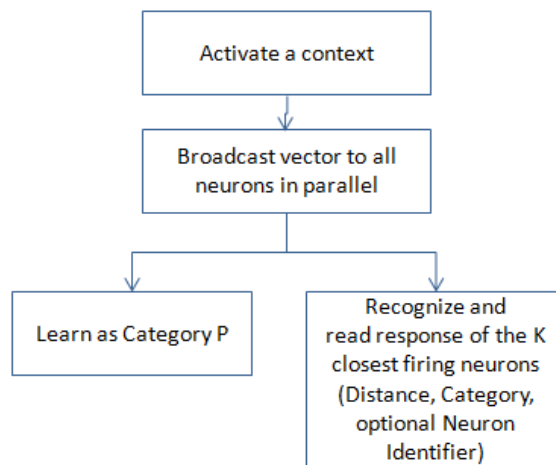 Activate a context
Broadcast vector to all
neurons in parallel
Learn as Category P
Recognize and
read response of the K
closest firing neurons
(Distance, Category,
optional Neuron
Identifier)